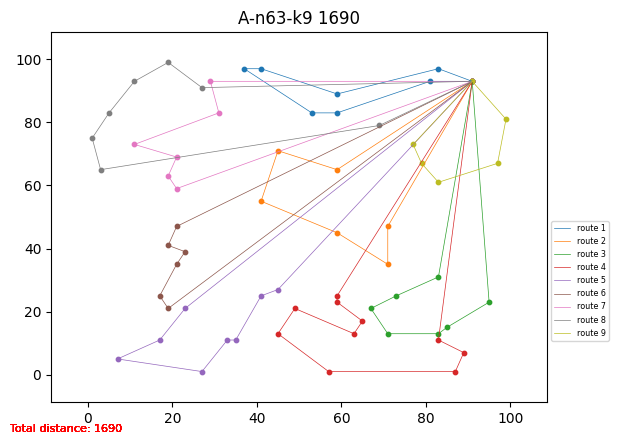 A-n63-k9 1690
100
80
60
40
20
0
0 20 40 60 80 100
route 1
route 2
route 3
route 4
route 5
route 6
route 7
route 8
route 9
Total distance: 1690